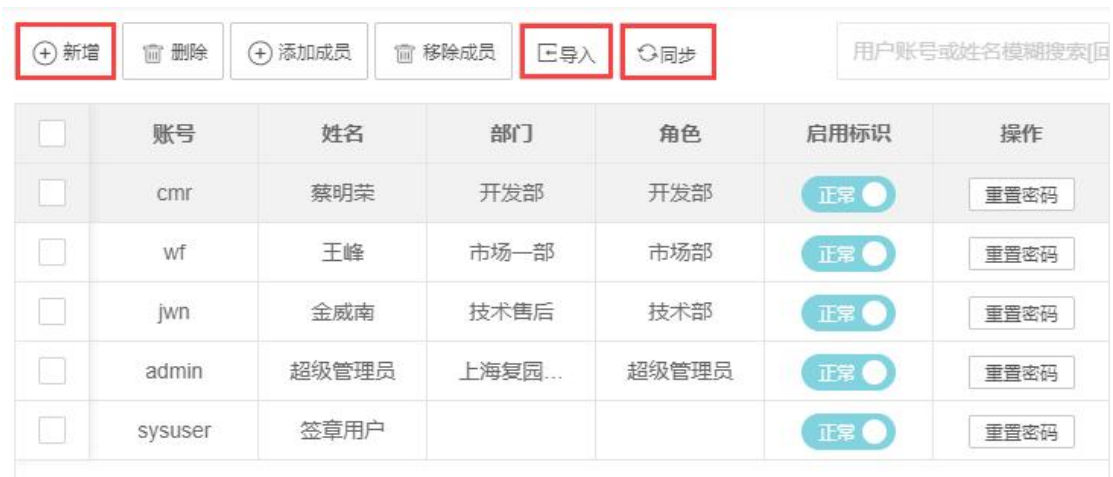 新增 删除 添加成员 移除成员 导入 同步 用户账号或姓名模糊搜索[回
账号 姓名 部门 角色 启用标识 操作
cmr 蔡明荣 开发部 开发部 正常 重置密码
wf 王峰 市场一部 市场部 正常 重置密码
jwn 金威南 技术售后 技术部 正常 重置密码
admin 超级管理员 上海复园... 超级管理员 正常 重置密码
sysuser 签章用户 正常 重置密码